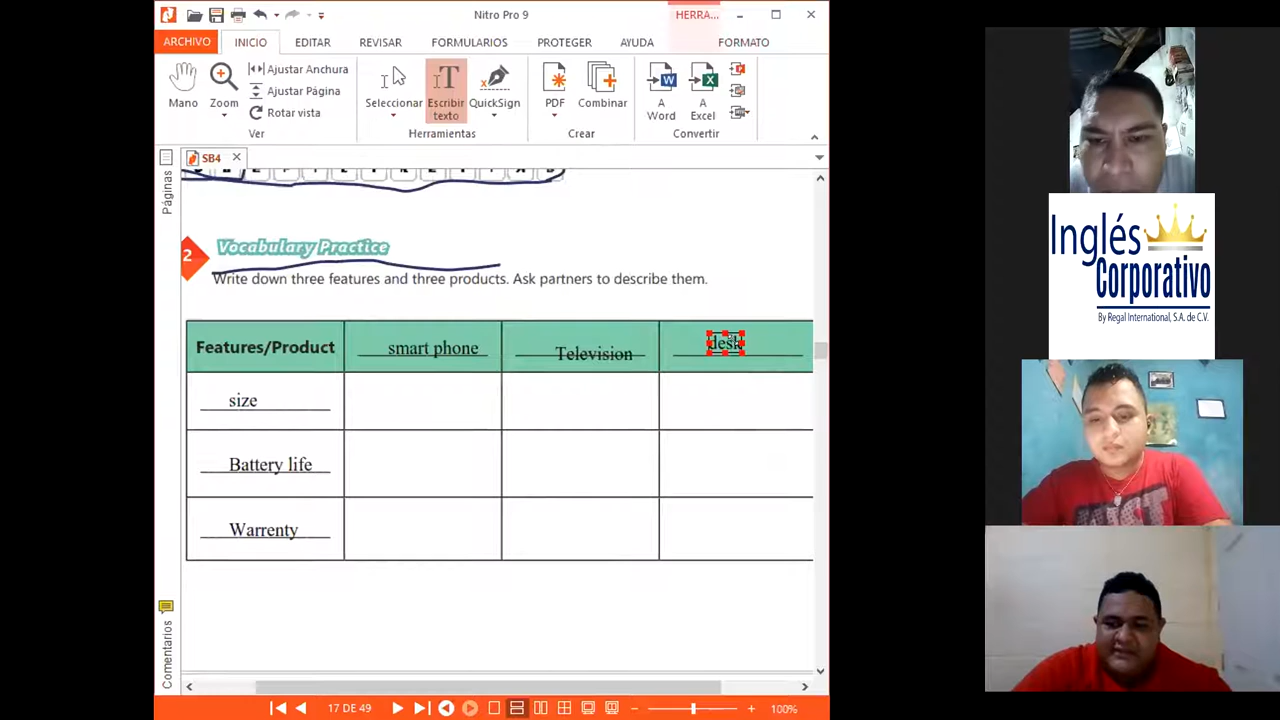 Nitro Pro 9
HERRA...
ARCHIVO
INICIO
EDITAR
REVISAR
FORMULARIOS
PROTEGER
AYUDA
FORMATO
Mano
Zoom
Ajustar Anchura
Ajustar Página
Rotar vista
Ver
Seleccionar
Escribir texto
QuickSign
Herramientas
PDF
Combinar
Crear
A Word
A Excel
Convertir
SB4
Páginas
2
Vocabulary Practice
Write down three features and three products. Ask partners to describe them.
Features/Product smart phone Television desk
size
Battery life
Warrenty
Comentarios
17 DE 49
100%
Inglés
Corporativo
By Regal International, S.A. de C.V.